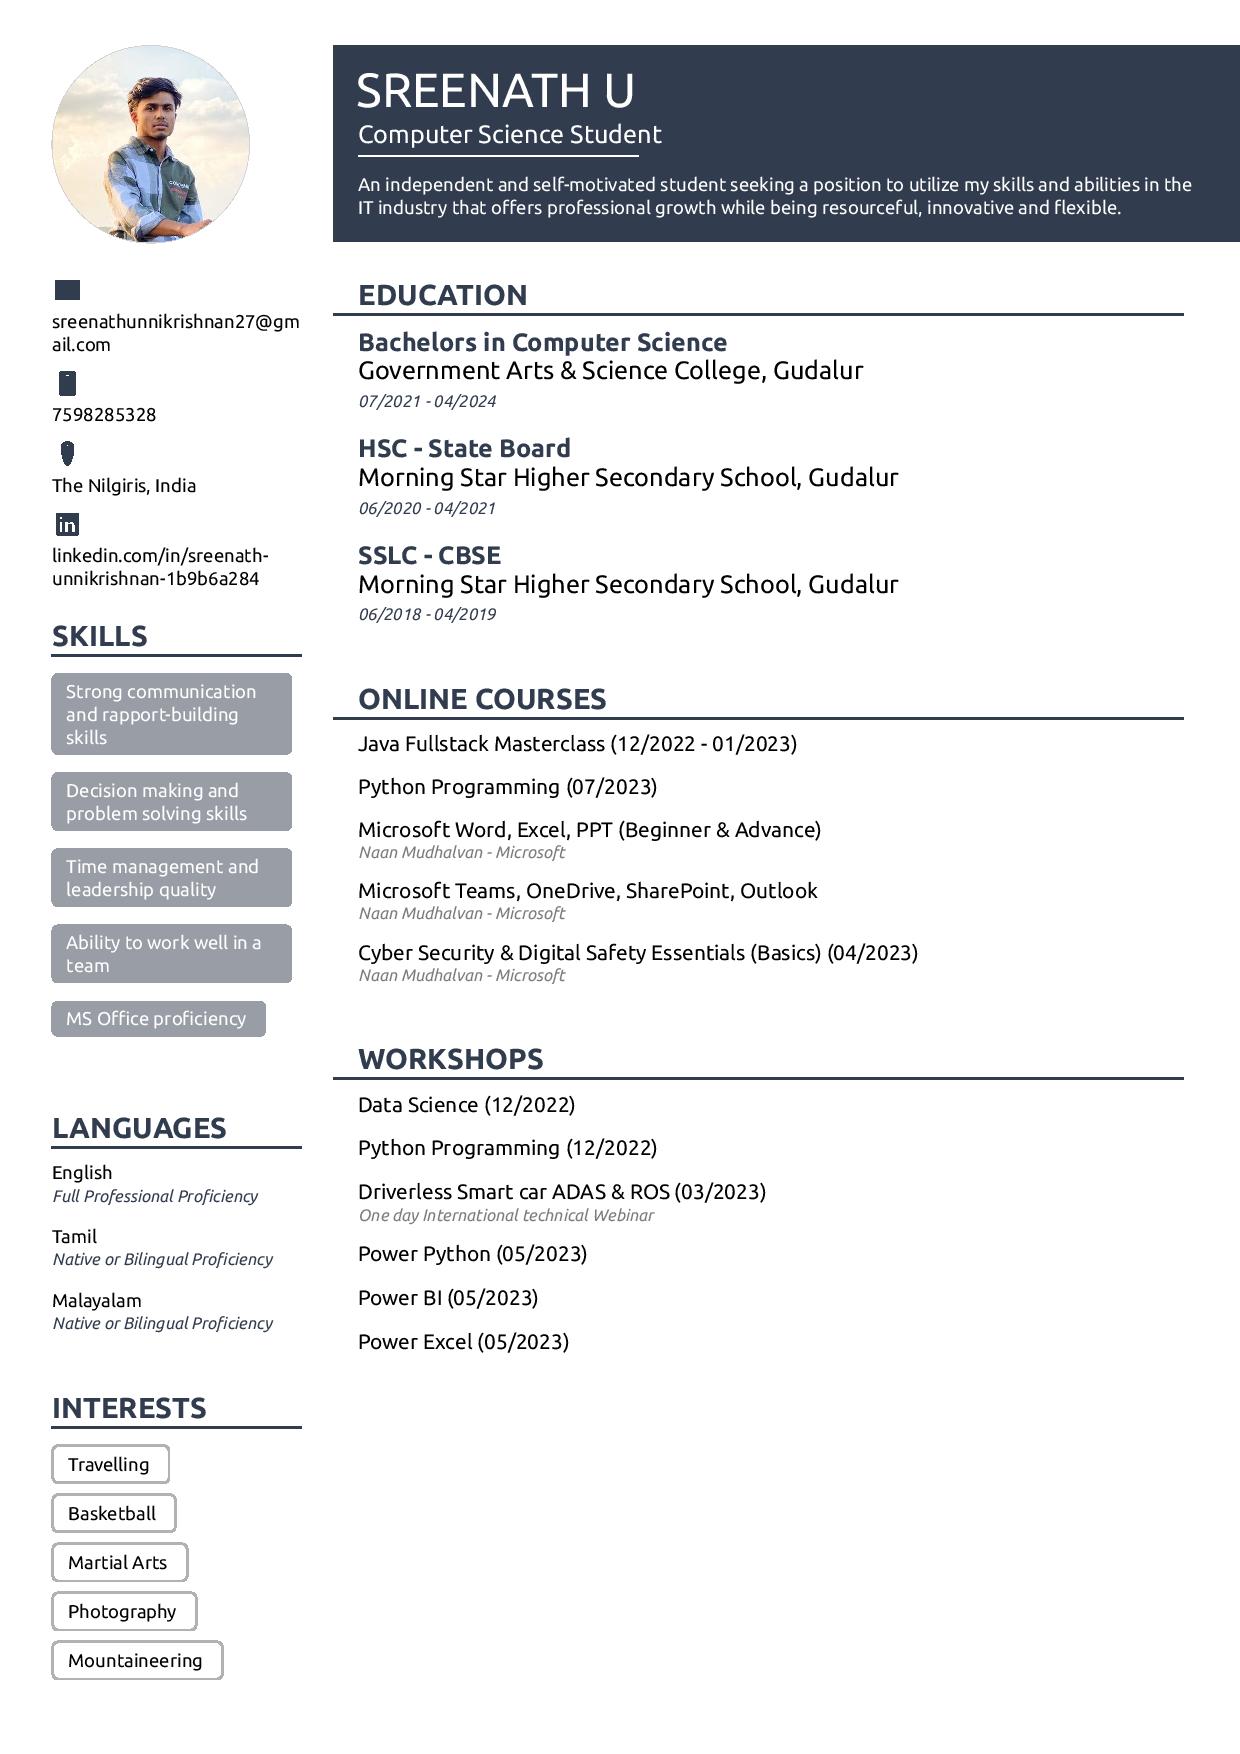 SREENATH U
Computer Science Student
An independent and self-motivated student seeking a position to utilize my skills and abilities in the
IT industry that offers professional growth while being resourceful, innovative and flexible.
sreenathunnikrishnan27@gm
ail.com
7598285328
The Nilgiris, India
in
linkedin.com/in/sreenath-
unnikrishnan-1b9b6a284
SKILLS
Strong communication
and rapport-building
skills
Decision making and
problem solving skills
Time management and
leadership quality
Ability to work well in a
team
MS Office proficiency
LANGUAGES
English
Full Professional Proficiency
Tamil
Native or Bilingual Proficiency
Malayalam
Native or Bilingual Proficiency
INTERESTS
Travelling
Basketball
Martial Arts
Photography
Mountaineering
EDUCATION
Bachelors in Computer Science
Government Arts & Science College, Gudalur
07/2021 - 04/2024
HSC - State Board
Morning Star Higher Secondary School, Gudalur
06/2020 - 04/2021
SSLC - CBSE
Morning Star Higher Secondary School, Gudalur
06/2018 - 04/2019
ONLINE COURSES
Java Fullstack Masterclass (12/2022 - 01/2023)
Python Programming (07/2023)
Microsoft Word, Excel, PPT (Beginner & Advance)
Naan Mudhalvan - Microsoft
Microsoft Teams, OneDrive, SharePoint, Outlook
Naan Mudhalvan - Microsoft
Cyber Security & Digital Safety Essentials (Basics) (04/2023)
Naan Mudhalvan - Microsoft
WORKSHOPS
Data Science (12/2022)
Python Programming (12/2022)
Driverless Smart car ADAS & ROS (03/2023)
One day International technical Webinar
Power Python (05/2023)
Power BI (05/2023)
Power Excel (05/2023)